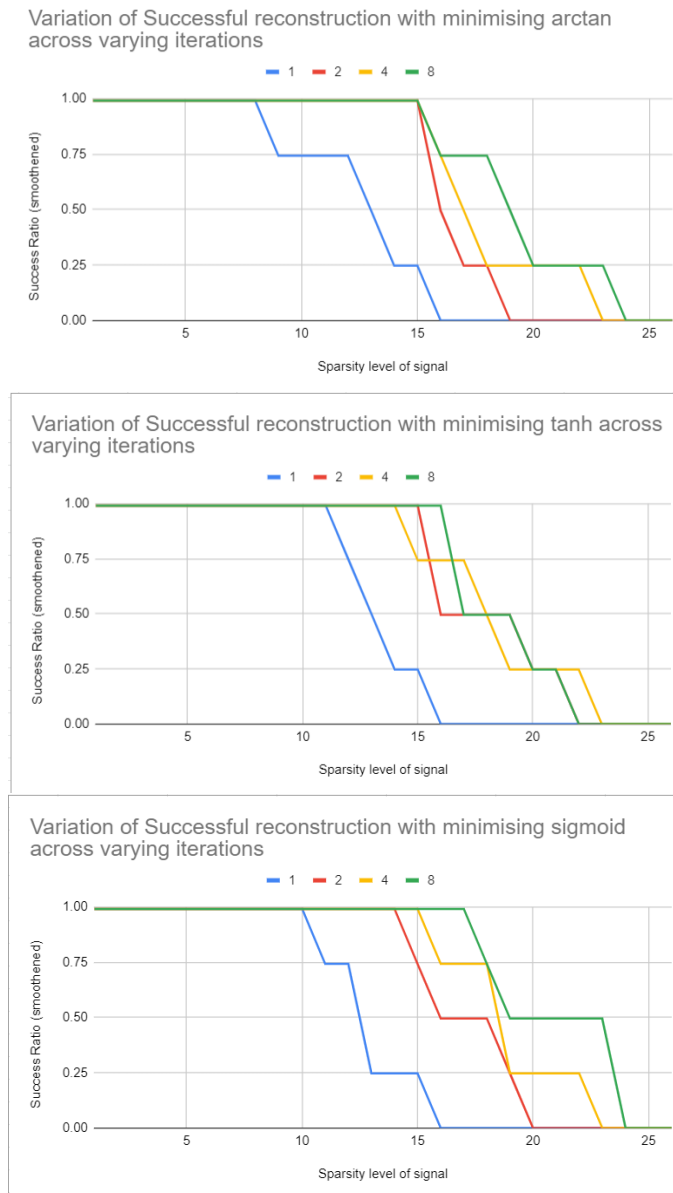 Variation of Successful reconstruction with minimising arctan
across varying iterations
1 2 4 8
1.00
0.75
0.50
0.25
0.00
Success Ratio (smoothened)
5 10 15 20 25
Sparsity level of signal
Variation of Successful reconstruction with minimising tanh across
varying iterations
1 2 4 8
1.00
0.75
0.50
0.25
0.00
Success Ratio (smoothened)
5 10 15 20 25
Sparsity level of signal
Variation of Successful reconstruction with minimising sigmoid
across varying iterations
1 2 4 8
1.00
0.75
0.50
0.25
0.00
Success Ratio (smoothened)
5 10 15 20 25
Sparsity level of signal